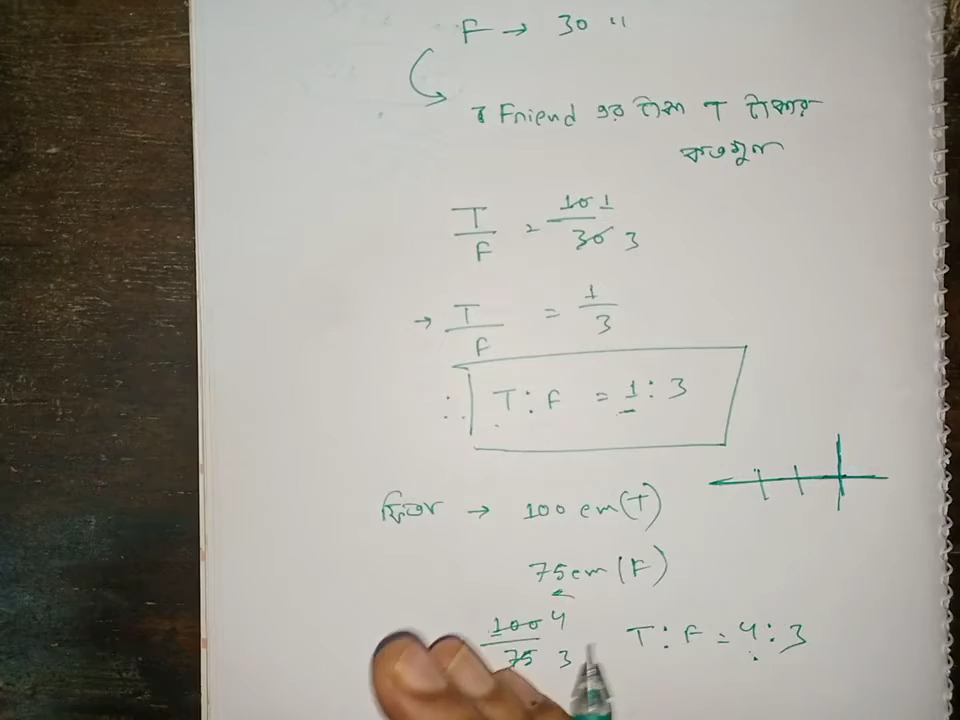 F → 30 "
Friend এর টাকা T টাকার
কতগুন
T/F = 10/30 1/3
→ T/F = 1/3
∴ T : F = 1 : 3
ফিতা → 100 cm (T)
75 cm (F)
100/75 4/3 T : F = 4 : 3